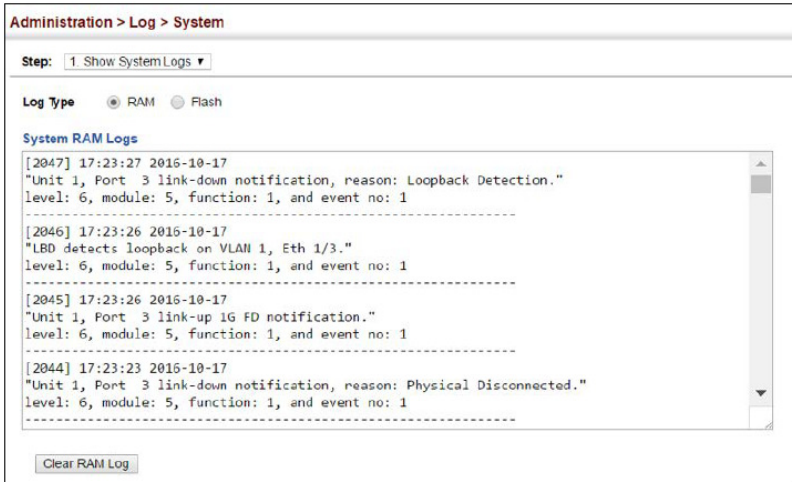 Administration > Log > System
Step: 1. Show System Logs
Log Type RAM Flash
System RAM Logs
[2047] 17:23:27 2016-10-17
"Unit 1, Port  3 link-down notification, reason: Loopback Detection."
level: 6, module: 5, function: 1, and event no: 1
------------------------------------------------------------------
[2046] 17:23:26 2016-10-17
"LBD detects loopback on VLAN 1, Eth 1/3."
level: 6, module: 5, function: 1, and event no: 1
------------------------------------------------------------------
[2045] 17:23:26 2016-10-17
"Unit 1, Port  3 link-up 1G FD notification."
level: 6, module: 5, function: 1, and event no: 1
------------------------------------------------------------------
[2044] 17:23:23 2016-10-17
"Unit 1, Port  3 link-down notification, reason: Physical Disconnected."
level: 6, module: 5, function: 1, and event no: 1
------------------------------------------------------------------
Clear RAM Log